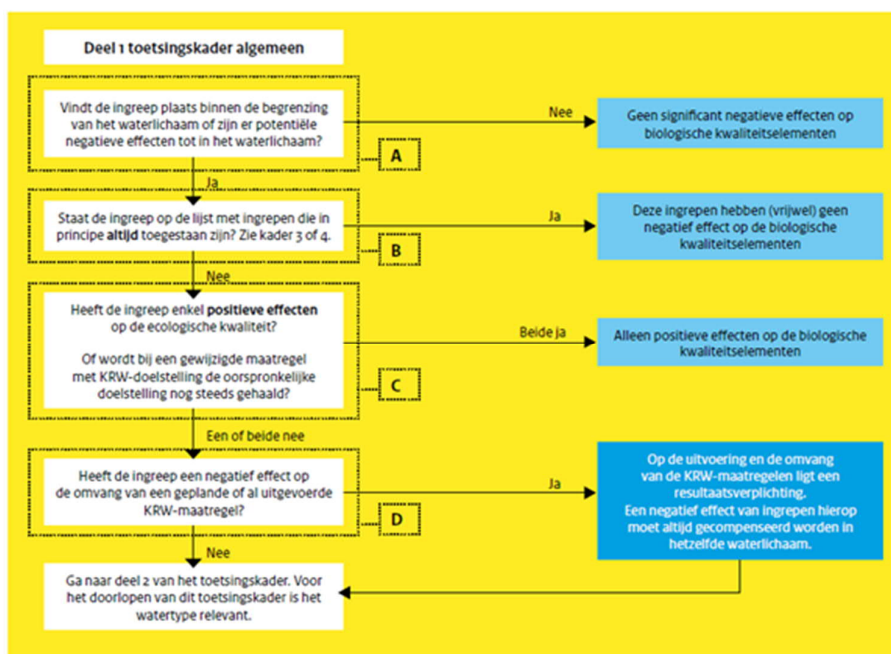 Deel 1 toetsingskader algemeen
Vindt de ingreep plaats binnen de begrenzing
van het waterlichaam of zijn er potentiële
negatieve effecten tot in het waterlichaam?
A
Nee
Geen significant negatieve effecten op
biologische kwaliteitselementen
Ja
Staat de ingreep op de lijst met ingrepen die in
principe altijd toegestaan zijn? Zie kader 3 of 4.
B
Ja
Deze ingrepen hebben (vrijwel) geen
negatief effect op de biologische
kwaliteitselementen
Nee
Heeft de ingreep enkel positieve effecten
op de ecologische kwaliteit?
Of wordt bij een gewijzigde maatregel
met KRW-doelstelling de oorspronkelijke
doelstelling nog steeds gehaald?
C
Beide ja
Alleen positieve effecten op de biologische
kwaliteitselementen
Een of beide nee
Heeft de ingreep een negatief effect op
de omvang van een geplande of al uitgevoerde
KRW-maatregel?
D
Ja
Op de uitvoering en de omvang
van de KRW-maatregelen ligt een
resultaatsverplichting.
Een negatief effect van ingrepen hierop
moet altijd gecompenseerd worden in
hetzelfde waterlichaam.
Nee
Ga naar deel 2 van het toetsingskader. Voor
het doorlopen van dit toetsingskader is het
watertype relevant.